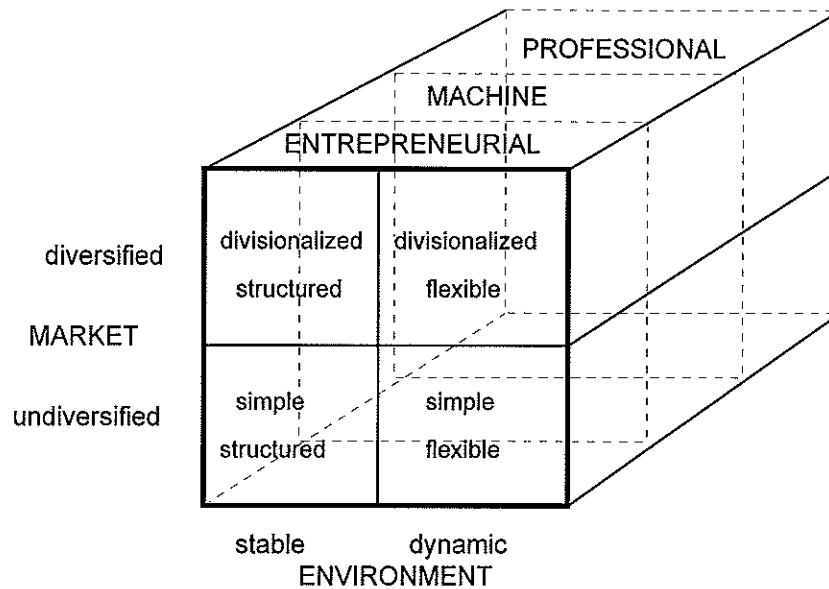 PROFESSIONAL
MACHINE
ENTREPRENEURIAL
diversified
divisionalized
structured
divisionalized
flexible
MARKET
undiversified
simple
structured
simple
flexible
stable
dynamic
ENVIRONMENT